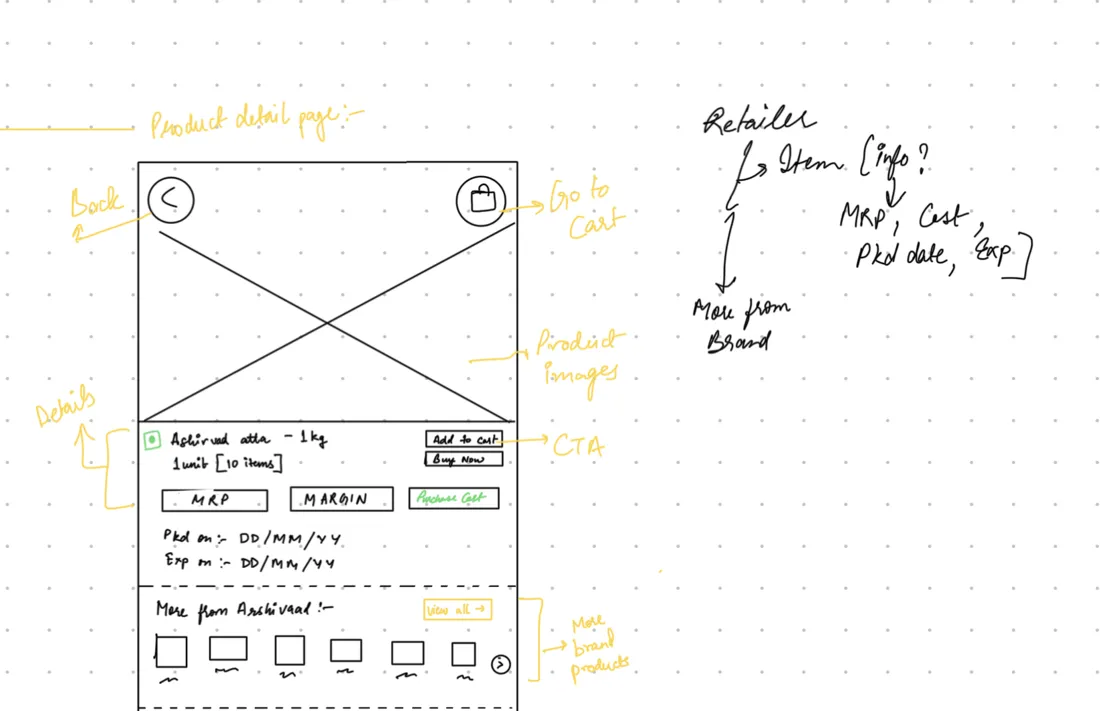 Product detail page:-
Back
Go to
Cart
Product
images
Details
Ashirvad atta - 1kg
1 unit [10 items]
Add to cart
Buy Now
CTA
MRP
MARGIN
Purchase Cost
Pkd on :- DD/MM/YY
Exp on :- DD/MM/YY
More from Arshivaad :-
View all →
More
brand
products
Retailer
Item [info?
MRP, Cost,
Pkd date, Exp]
More from
Brand